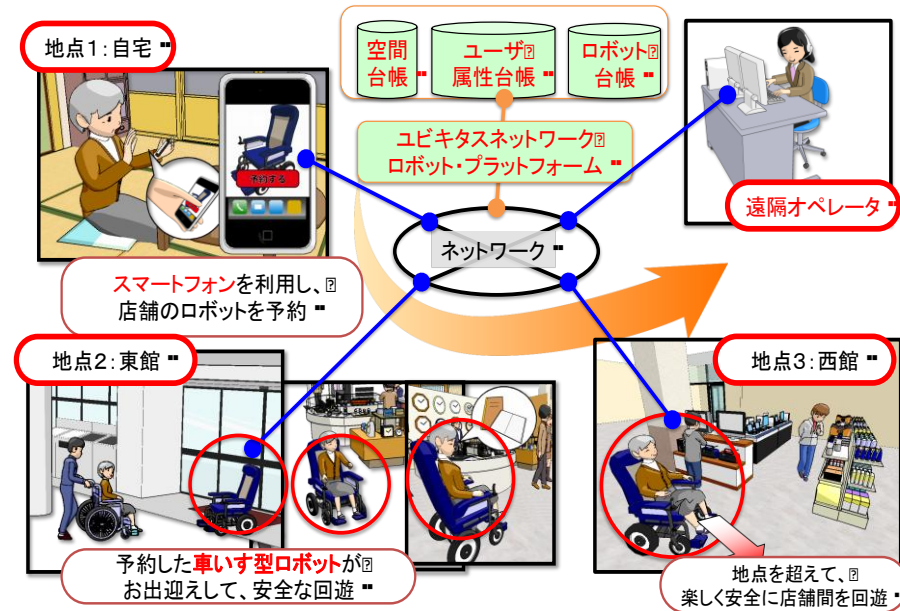 地点1:自宅
空間
台帳
ユーザ
属性台帳
ロボット
台帳
ユビキタスネットワーク
ロボット・プラットフォーム
遠隔オペレータ
予約する
ネットワーク
スマートフォンを利用し、
店舗のロボットを予約
地点2:東館
地点3:西館
予約した車いす型ロボットが
お出迎えして、安全な回遊
地点を超えて、
楽しく安全に店舗間を回遊